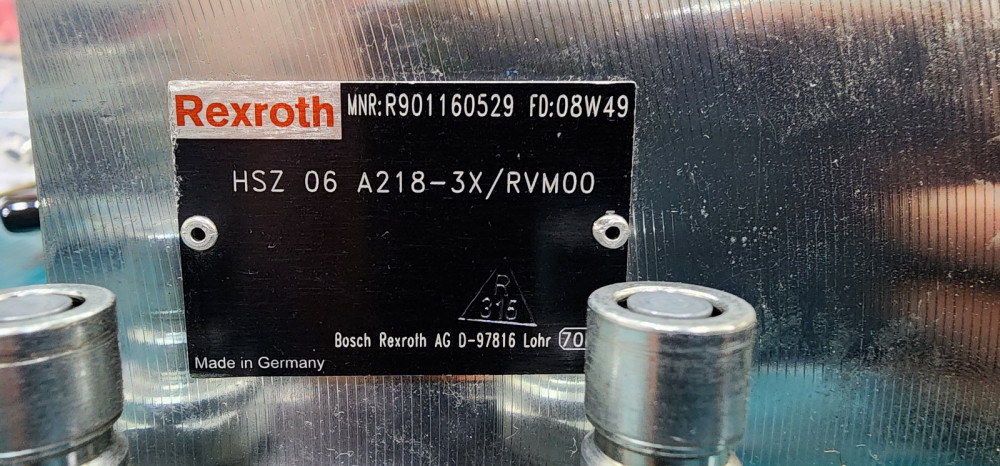 Rexroth MNR:R901160529 FD:08W49
HSZ 06 A218-3X/RVM00
R
315
Bosch Rexroth AG D-97816 Lohr 70
Made in Germany